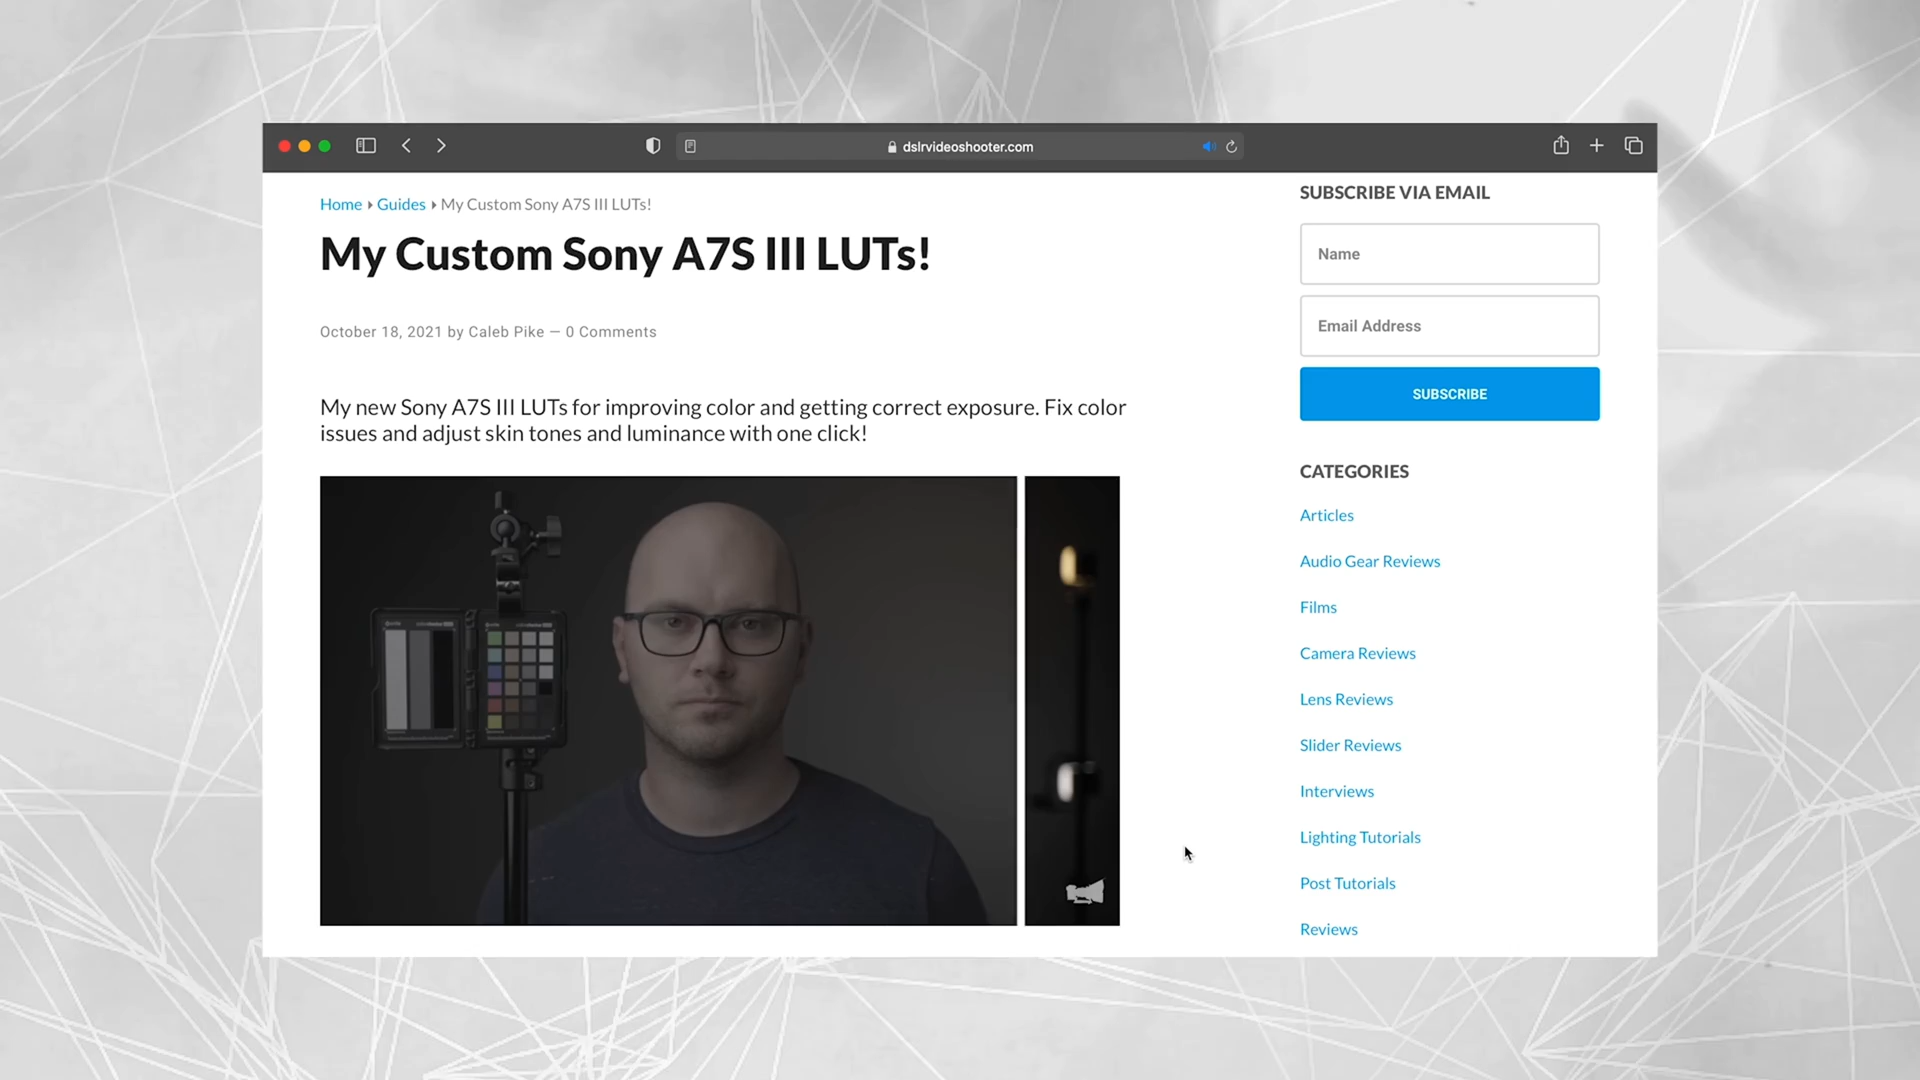 dslrvideoshooter.com
Home Guides My Custom Sony A7S III LUTs!
My Custom Sony A7S III LUTs!
October 18, 2021 by Caleb Pike — 0 Comments
My new Sony A7S III LUTs for improving color and getting correct exposure. Fix color
issues and adjust skin tones and luminance with one click!
SUBSCRIBE VIA EMAIL
Name
Email Address
SUBSCRIBE
CATEGORIES
Articles
Audio Gear Reviews
Films
Camera Reviews
Lens Reviews
Slider Reviews
Interviews
Lighting Tutorials
Post Tutorials
Reviews